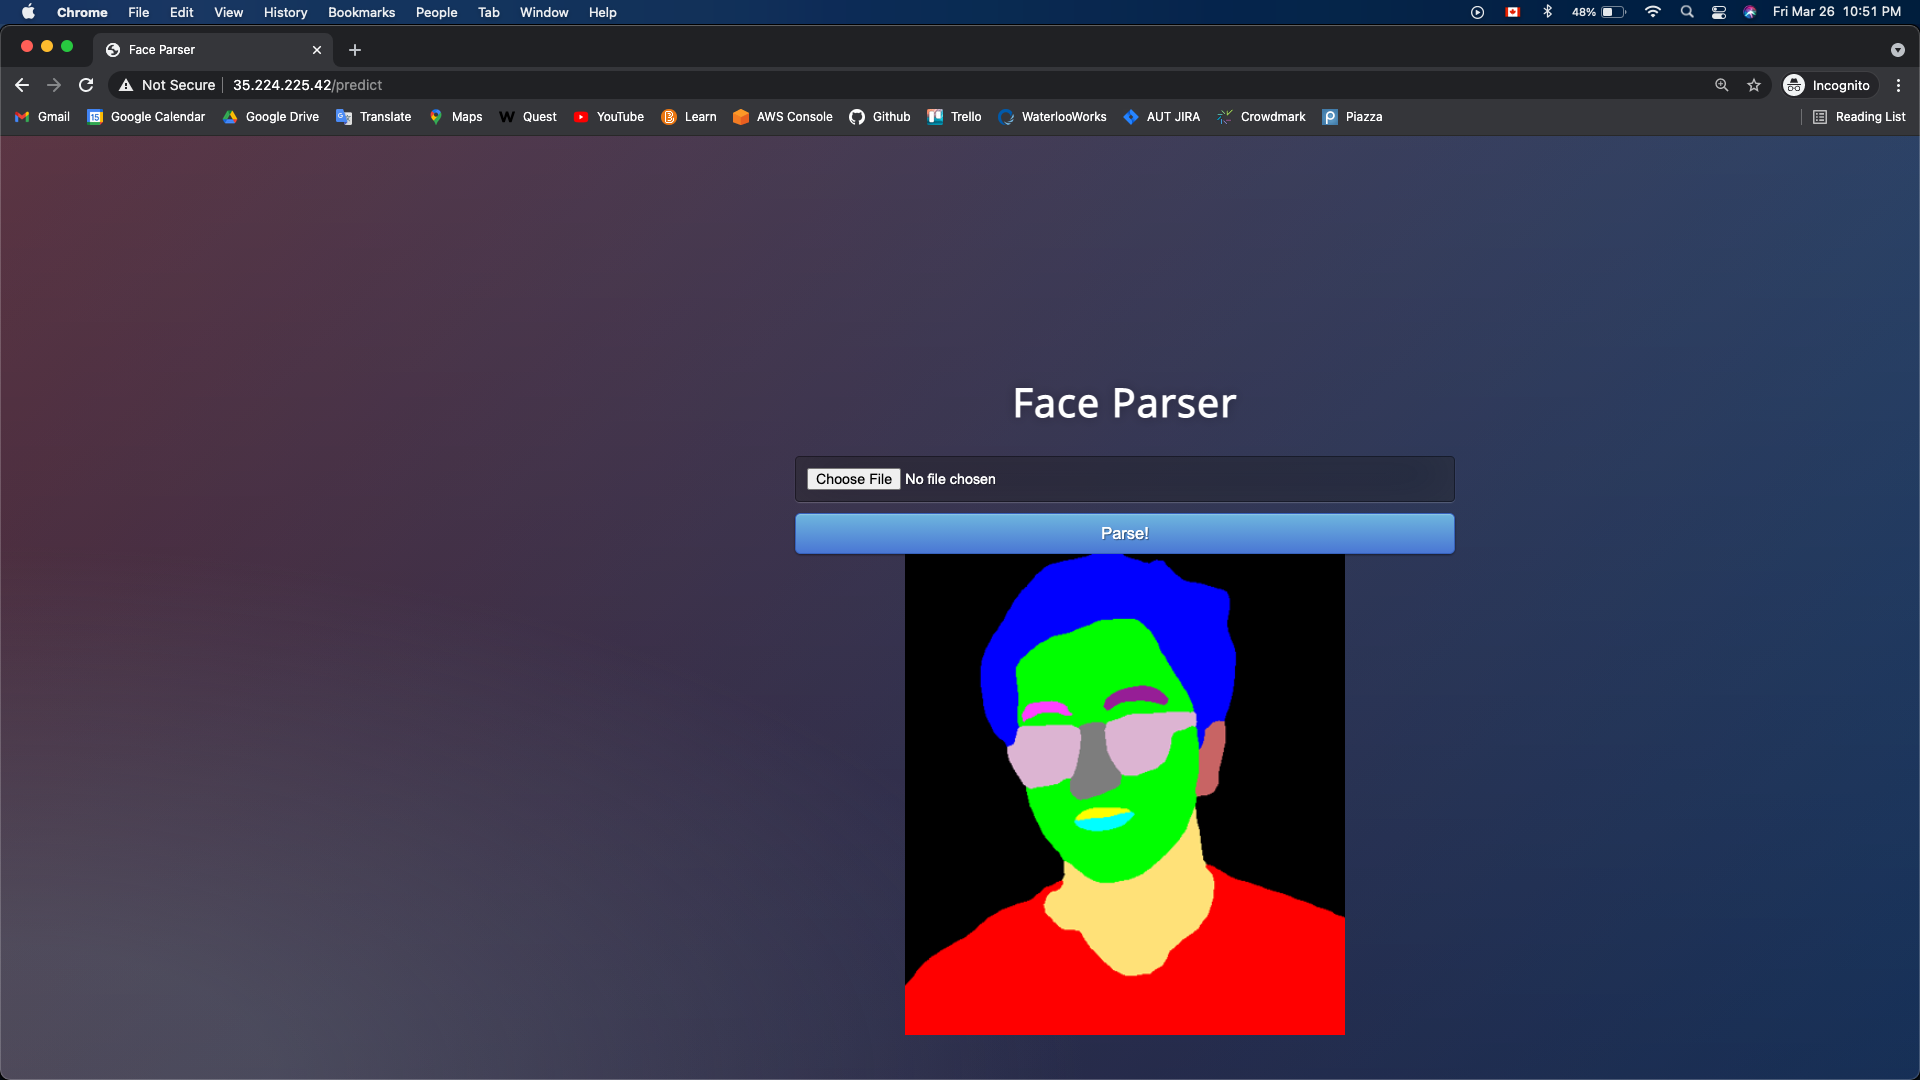 Chrome File Edit View History Bookmarks People Tab Window Help 48% Fri Mar 26 10:51 PM
Face Parser
Not Secure 35.224.225.42/predict Incognito
Gmail 15 Google Calendar Google Drive Translate Maps W Quest YouTube B Learn AWS Console Github Trello WaterlooWorks AUT JIRA Crowdmark P Piazza Reading List
Face Parser
Choose File No file chosen
Parse!